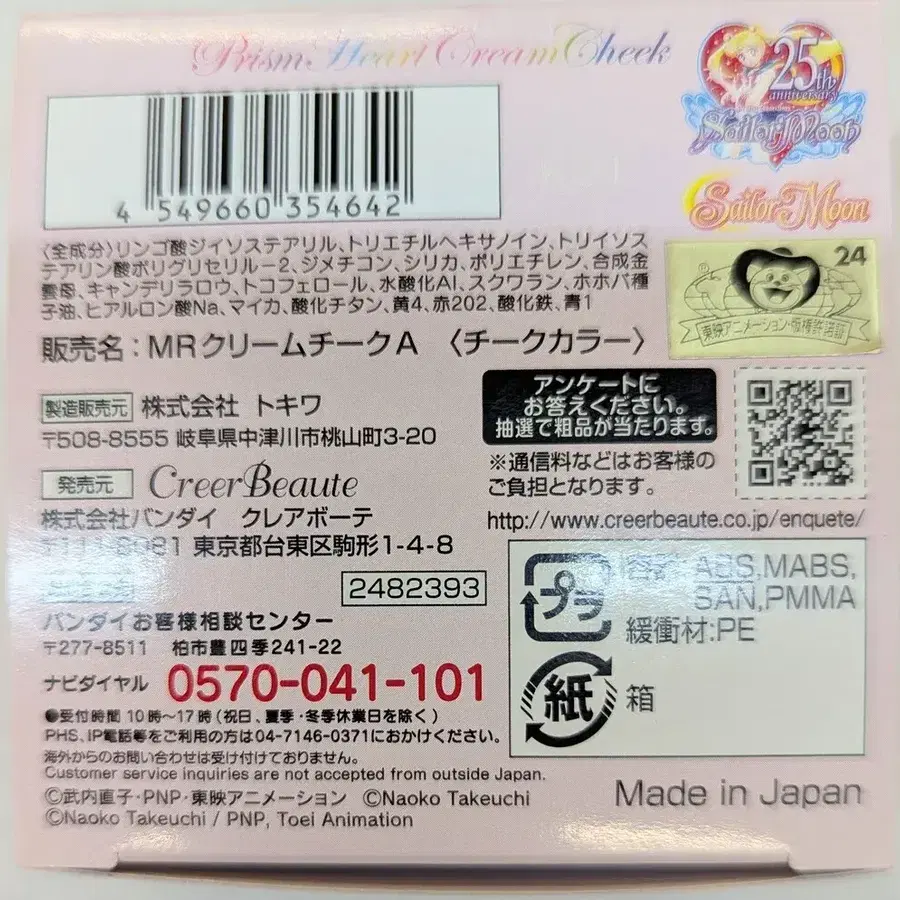 Prism Heart Cream Cheek
25th
anniversary
Sailor Moon
Sailor Moon
4 549660 354642
〈全成分〉リンゴ酸ジイソステアリル、トリエチルヘキサノイン、トリイソス
テアリン酸ポリグリセリル－2、ジメチコン、シリカ、ポリエチレン、合成金
雲母、キャンデリラロウ、トコフェロール、水酸化Al、スクワラン、ホホバ種
子油、ヒアルロン酸Na、マイカ、酸化チタン、黄4、赤202、酸化鉄、青1
24
東映アニメーション・版権許諾証
販売名：MRクリームチークA 〈チークカラー〉
製造販売元 株式会社 トキワ
〒508-8555 岐阜県中津川市桃山町3-20
発売元 CreerBeaute
株式会社バンダイ クレアボーテ
〒111-8081 東京都台東区駒形1-4-8
アンケートに
お答えください。
抽選で粗品が当たります。
※通信料などはお客様の
ご負担となります。
http://www.creerbeaute.co.jp/enquete/
2482393
バンダイお客様相談センター
〒277-8511 柏市豊四季241-22
ナビダイヤル 0570-041-101
●受付時間 10時～17時（祝日、夏季・冬季休業日を除く）
PHS、IP電話等をご利用の方は04-7146-0371におかけください。
海外からのお問い合わせは受け付けておりません。
Customer service inquiries are not accepted from outside Japan.
©武内直子・PNP・東映アニメーション ©Naoko Takeuchi
©Naoko Takeuchi / PNP, Toei Animation
プラ
ABS,MABS,
SAN,PMMA
緩衝材:PE
紙 箱
Made in Japan